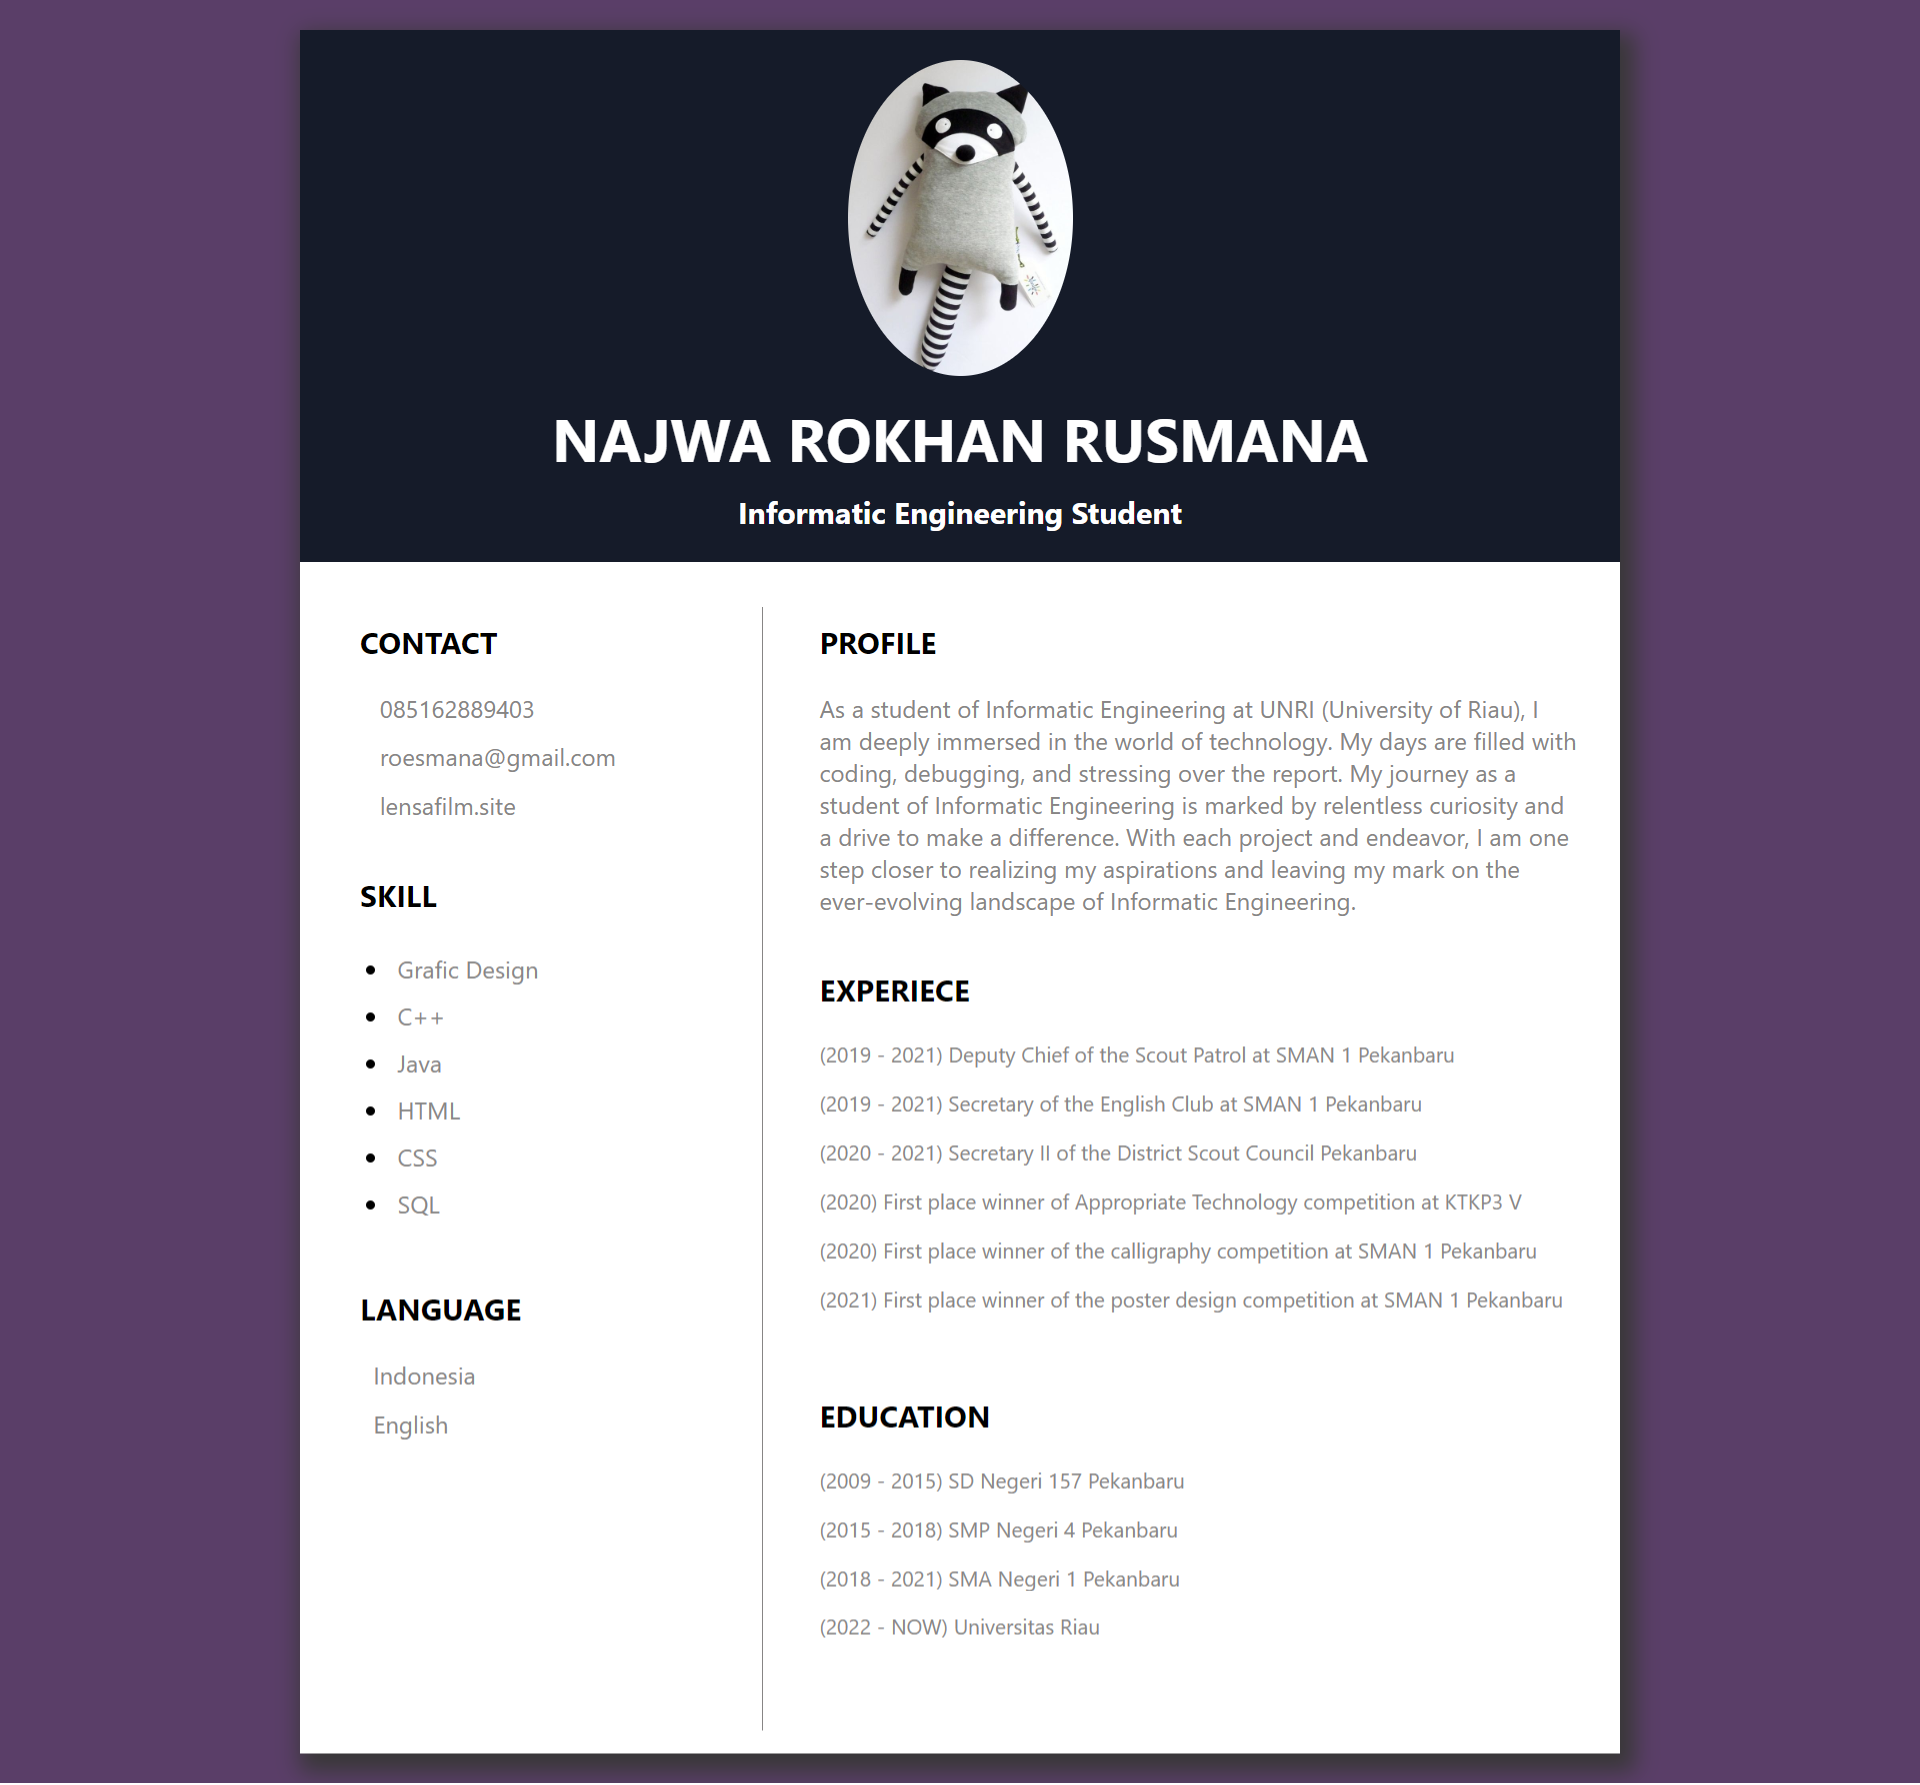 NAJWA ROKHAN RUSMANA
Informatic Engineering Student
CONTACT
085162889403
roesmana@gmail.com
lensafilm.site
SKILL
Grafic Design
C++
Java
HTML
CSS
SQL
LANGUAGE
Indonesia
English
PROFILE
As a student of Informatic Engineering at UNRI (University of Riau), I
am deeply immersed in the world of technology. My days are filled with
coding, debugging, and stressing over the report. My journey as a
student of Informatic Engineering is marked by relentless curiosity and
a drive to make a difference. With each project and endeavor, I am one
step closer to realizing my aspirations and leaving my mark on the
ever-evolving landscape of Informatic Engineering.
EXPERIECE
(2019 - 2021) Deputy Chief of the Scout Patrol at SMAN 1 Pekanbaru
(2019 - 2021) Secretary of the English Club at SMAN 1 Pekanbaru
(2020 - 2021) Secretary II of the District Scout Council Pekanbaru
(2020) First place winner of Appropriate Technology competition at KTKP3 V
(2020) First place winner of the calligraphy competition at SMAN 1 Pekanbaru
(2021) First place winner of the poster design competition at SMAN 1 Pekanbaru
EDUCATION
(2009 - 2015) SD Negeri 157 Pekanbaru
(2015 - 2018) SMP Negeri 4 Pekanbaru
(2018 - 2021) SMA Negeri 1 Pekanbaru
(2022 - NOW) Universitas Riau